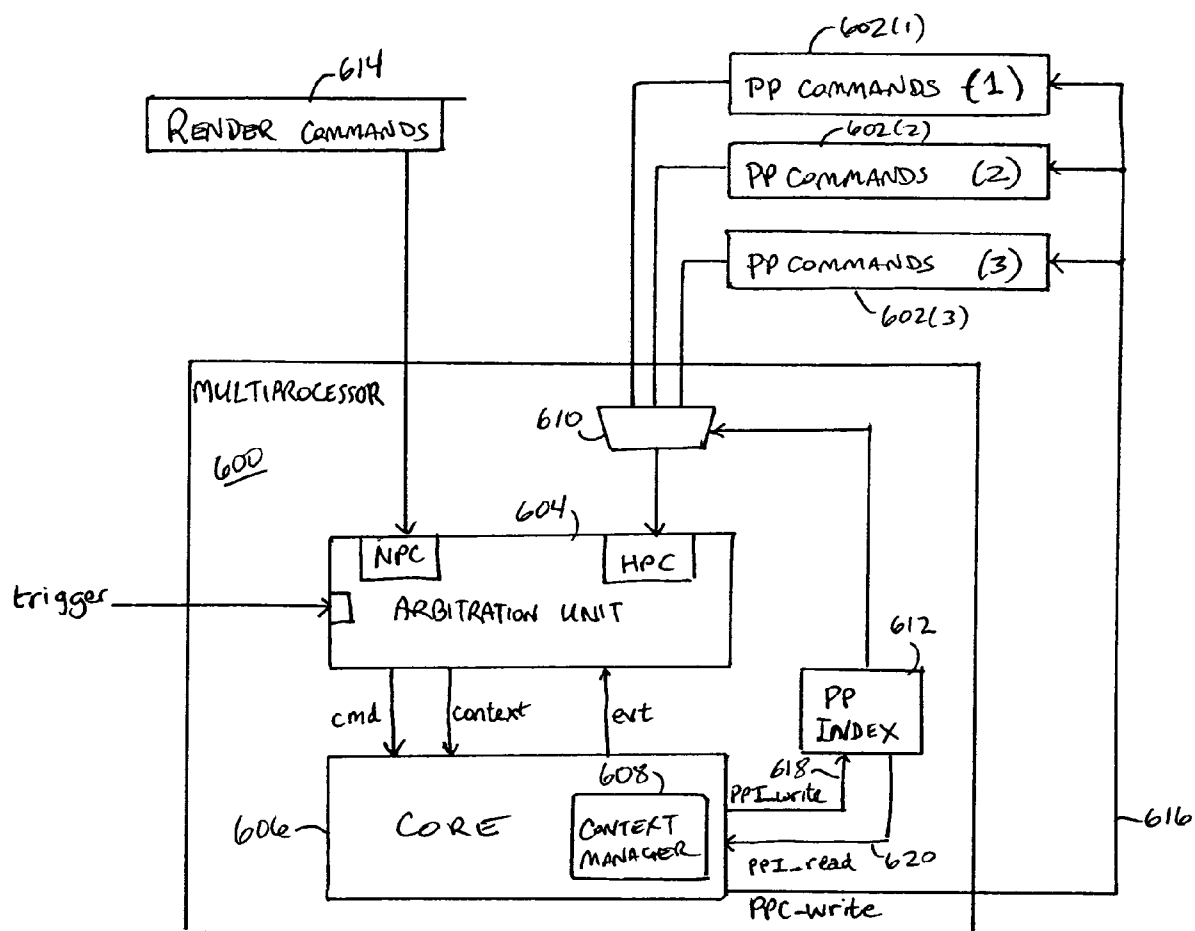 602(1)
614
PP COMMANDS (1)
RENDER COMMANDS
602(2)
PP COMMANDS (2)
PP COMMANDS (3)
602(3)
MULTIPROCESSOR
610
600
604
NPC
HPC
trigger
ARBITRATION UNIT
612
cmd
context
evt
PP
INDEX
608
618
PPI_write
606
CORE
CONTEXT
MANAGER
616
PPI_read
620
PPC_write